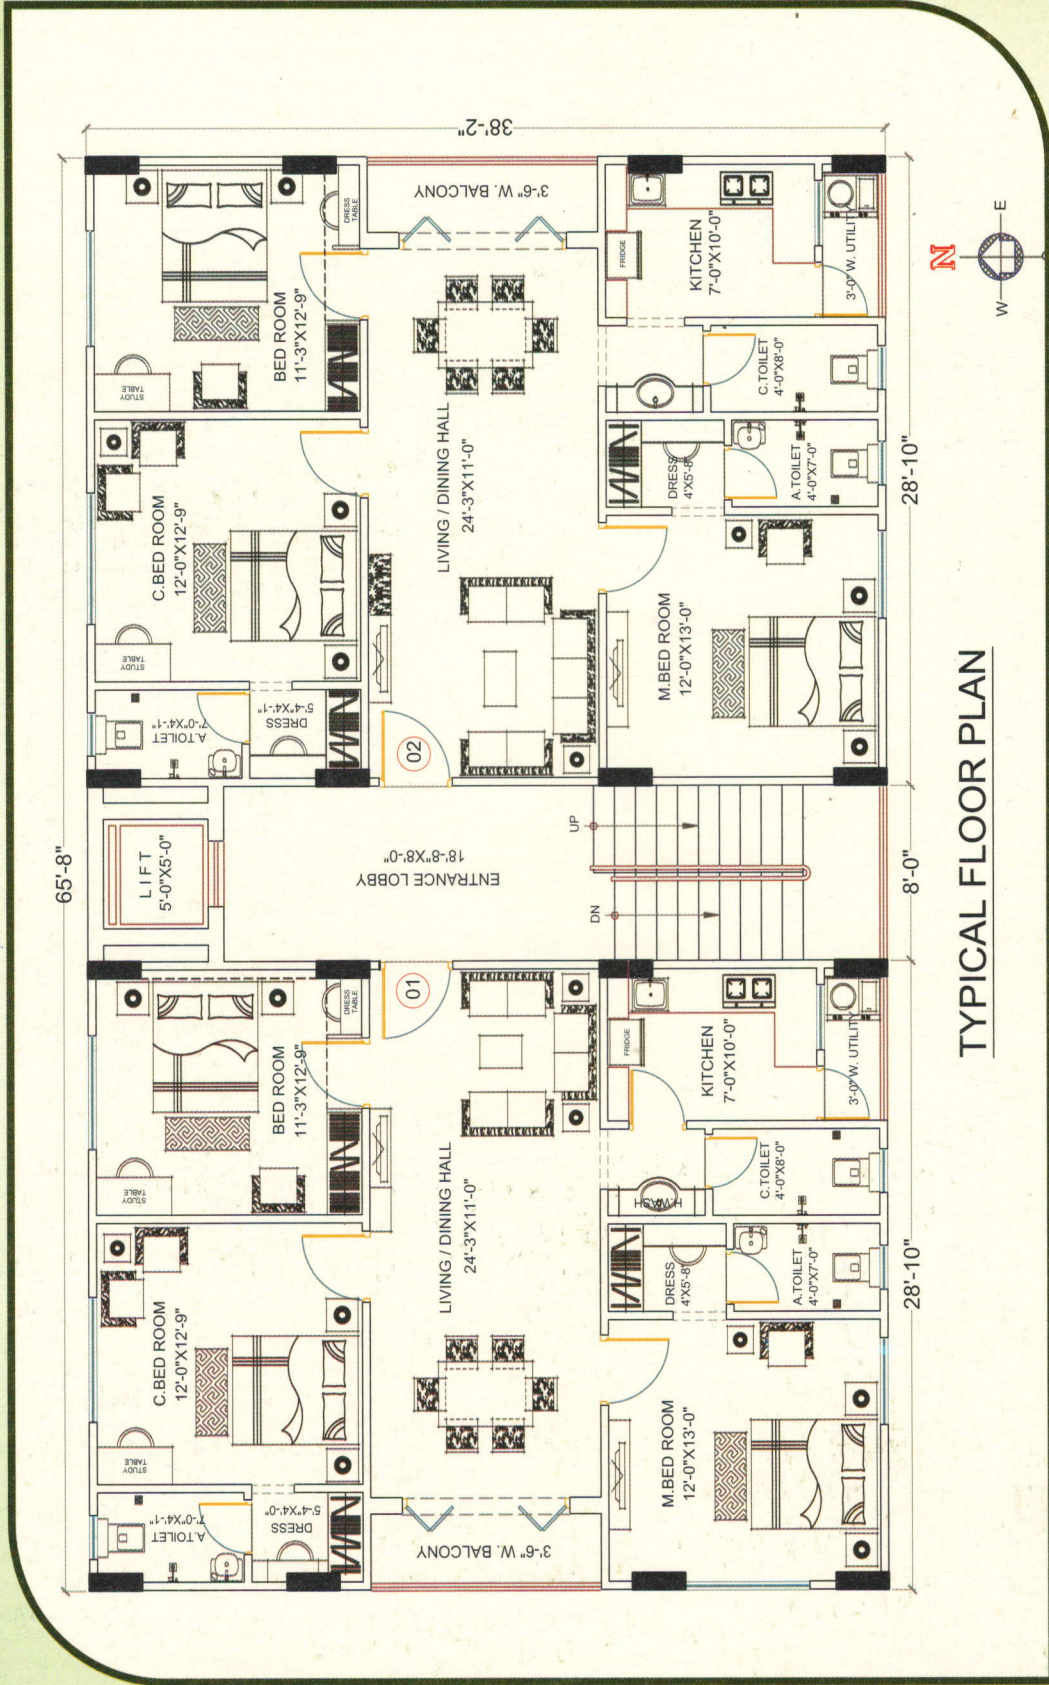 65'-8"
38'-2"
A.TOILET
7'-0"X4'-1"
DRESS
5'-4"X4'-0"
STUDY
TABLE
C.BED ROOM
12'-0"X12'-9"
STUDY
TABLE
BED ROOM
11'-3"X12'-9"
DRESS
TABLE
LIFT
5'-0"X5'-0"
A.TOILET
7'-0"X4'-1"
DRESS
5'-4"X4'-1"
STUDY
TABLE
C.BED ROOM
12'-0"X12'-9"
STUDY
TABLE
BED ROOM
11'-3"X12'-9"
DRESS
TABLE
3'-6" W. BALCONY
LIVING / DINING HALL
24'-3"X11'-0"
01
ENTRANCE LOBBY
18'-8"X8'-0"
02
LIVING / DINING HALL
24'-3"X11'-0"
3'-6" W. BALCONY
M.BED ROOM
12'-0"X13'-0"
DRESS
4'X5'-8"
A.TOILET
4'-0"X7'-0"
H.WASH
C.TOILET
4'-0"X8'-0"
FRIDGE
KITCHEN
7'-0"X10'-0"
3'-0" W. UTILITY
DN
UP
M.BED ROOM
12'-0"X13'-0"
DRESS
4'X5'-8"
A.TOILET
4'-0"X7'-0"
C.TOILET
4'-0"X8'-0"
FRIDGE
KITCHEN
7'-0"X10'-0"
3'-0" W. UTILITY
28'-10"
8'-0"
28'-10"
TYPICAL FLOOR PLAN
N
W
E